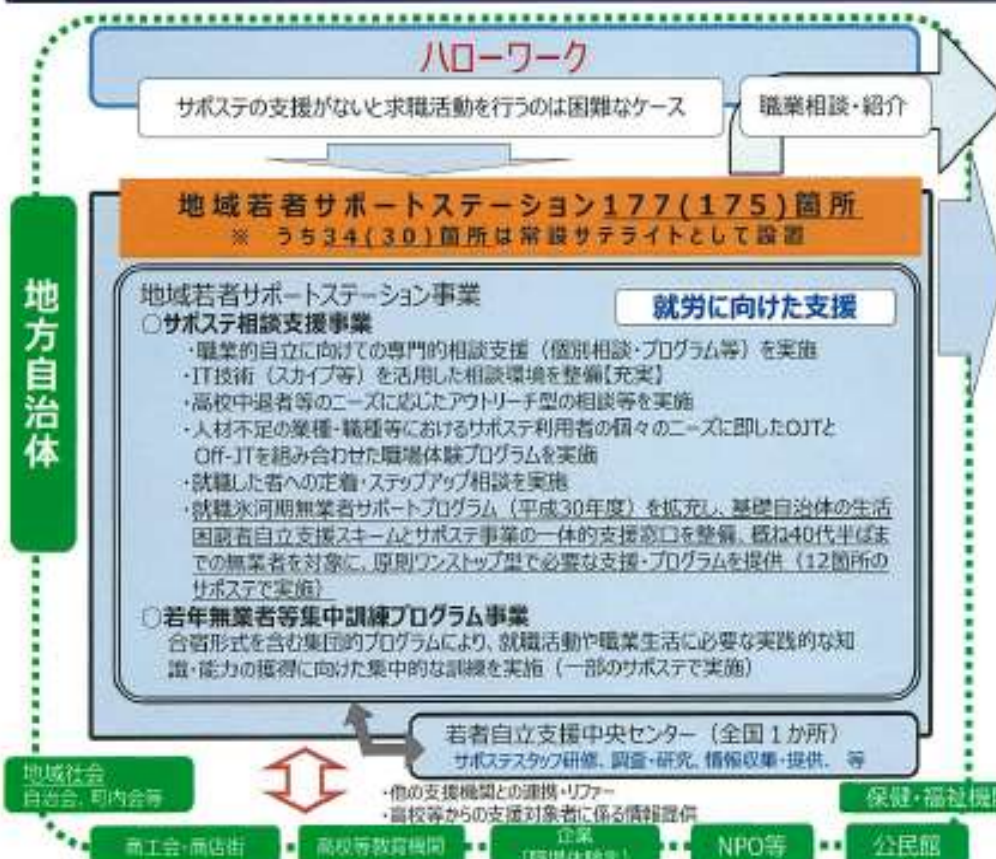 ハローワーク
サポステの支援がないと求職活動を行うのは困難なケース
職業相談・紹介
地方自治体
地域若者サポートステーション177(175)箇所
※ うち34(30)箇所は常設サテライトとして設置
地域若者サポートステーション事業
就労に向けた支援
○サポステ相談支援事業
・職業的自立に向けての専門的相談支援（個別相談・プログラム等）を実施
・IT技術（スカイプ等）を活用した相談環境を整備【充実】
・高校中退者等のニーズに応じたアウトリーチ型の相談等を実施
・人材不足の業種・職種等におけるサポステ利用者の個々のニーズに即したOJTと
Off-JTを組み合わせた職場体験プログラムを実施
・就職した者への定着・ステップアップ相談を実施
・就職氷河期無業者サポートプログラム（平成30年度）を拡充し、基礎自治体の生活
困窮者自立支援スキームとサポステ事業の一体的支援窓口を整備、概ね40代半ばま
での無業者を対象に、原則ワンストップ型で必要な支援・プログラムを提供（12箇所の
サポステで実施）
○若年無業者等集中訓練プログラム事業
合宿形式を含む集団的プログラムにより、就職活動や職業生活に必要な実践的な知
識・能力の獲得に向けた集中的な訓練を実施（一部のサポステで実施）
若者自立支援中央センター（全国１か所）
サポステスタッフ研修、調査・研究、情報収集・提供、 等
地域社会
自治会、町内会等
・他の支援機関との連携・リファー
・高校等からの支援対象者に係る情報提供
保健・福祉機関
商工会・商店街
高校等教育機関
企業
NPO等
公民館